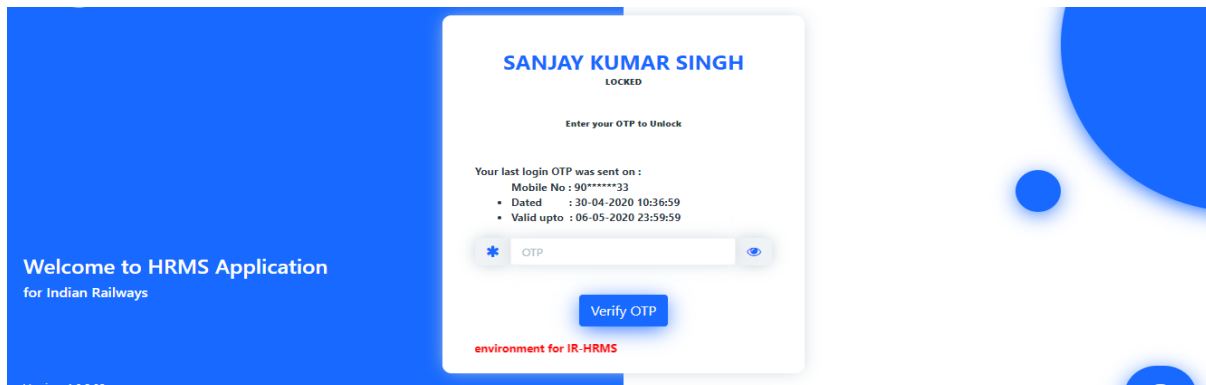 SANJAY KUMAR SINGH
LOCKED
Enter your OTP to Unlock
Your last login OTP was sent on :
Mobile No : 90******33
▪ Dated : 30-04-2020 10:36:59
▪ Valid upto : 06-05-2020 23:59:59
OTP
Verify OTP
environment for IR-HRMS
Welcome to HRMS Application
for Indian Railways